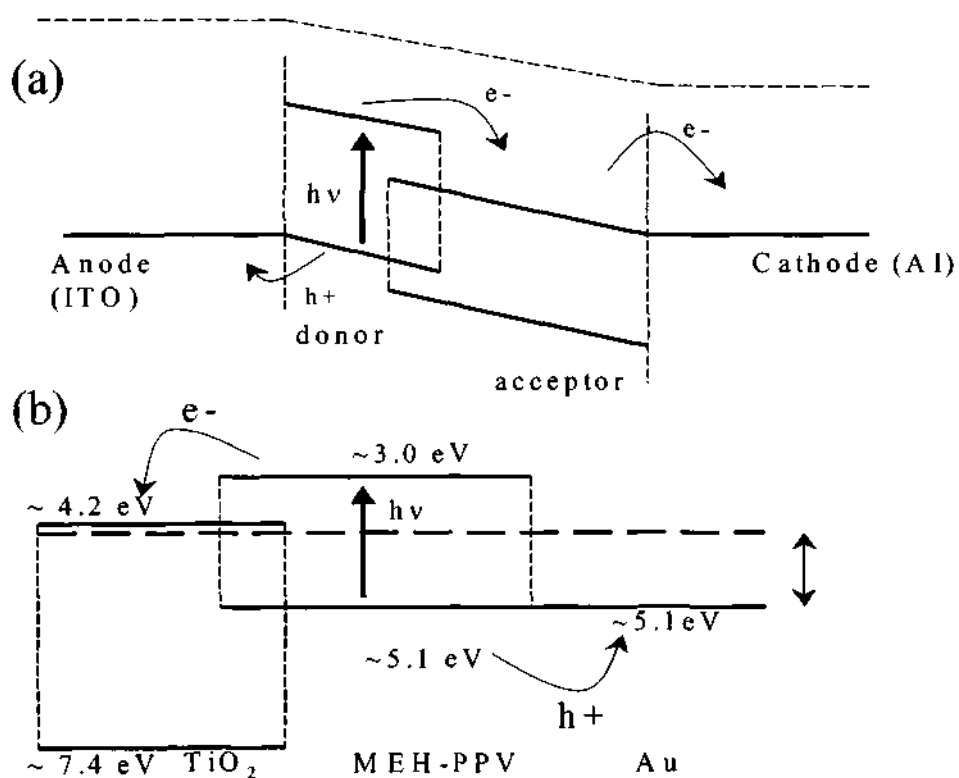 (a)
e-
e-
hν
Anode
(ITO)
Cathode (Al)
h+
donor
acceptor
(b)
e-
~3.0 eV
~ 4.2 eV
hν
~5.1eV
~5.1 eV
h+
~7.4 eV TiO₂ MEH-PPV Au